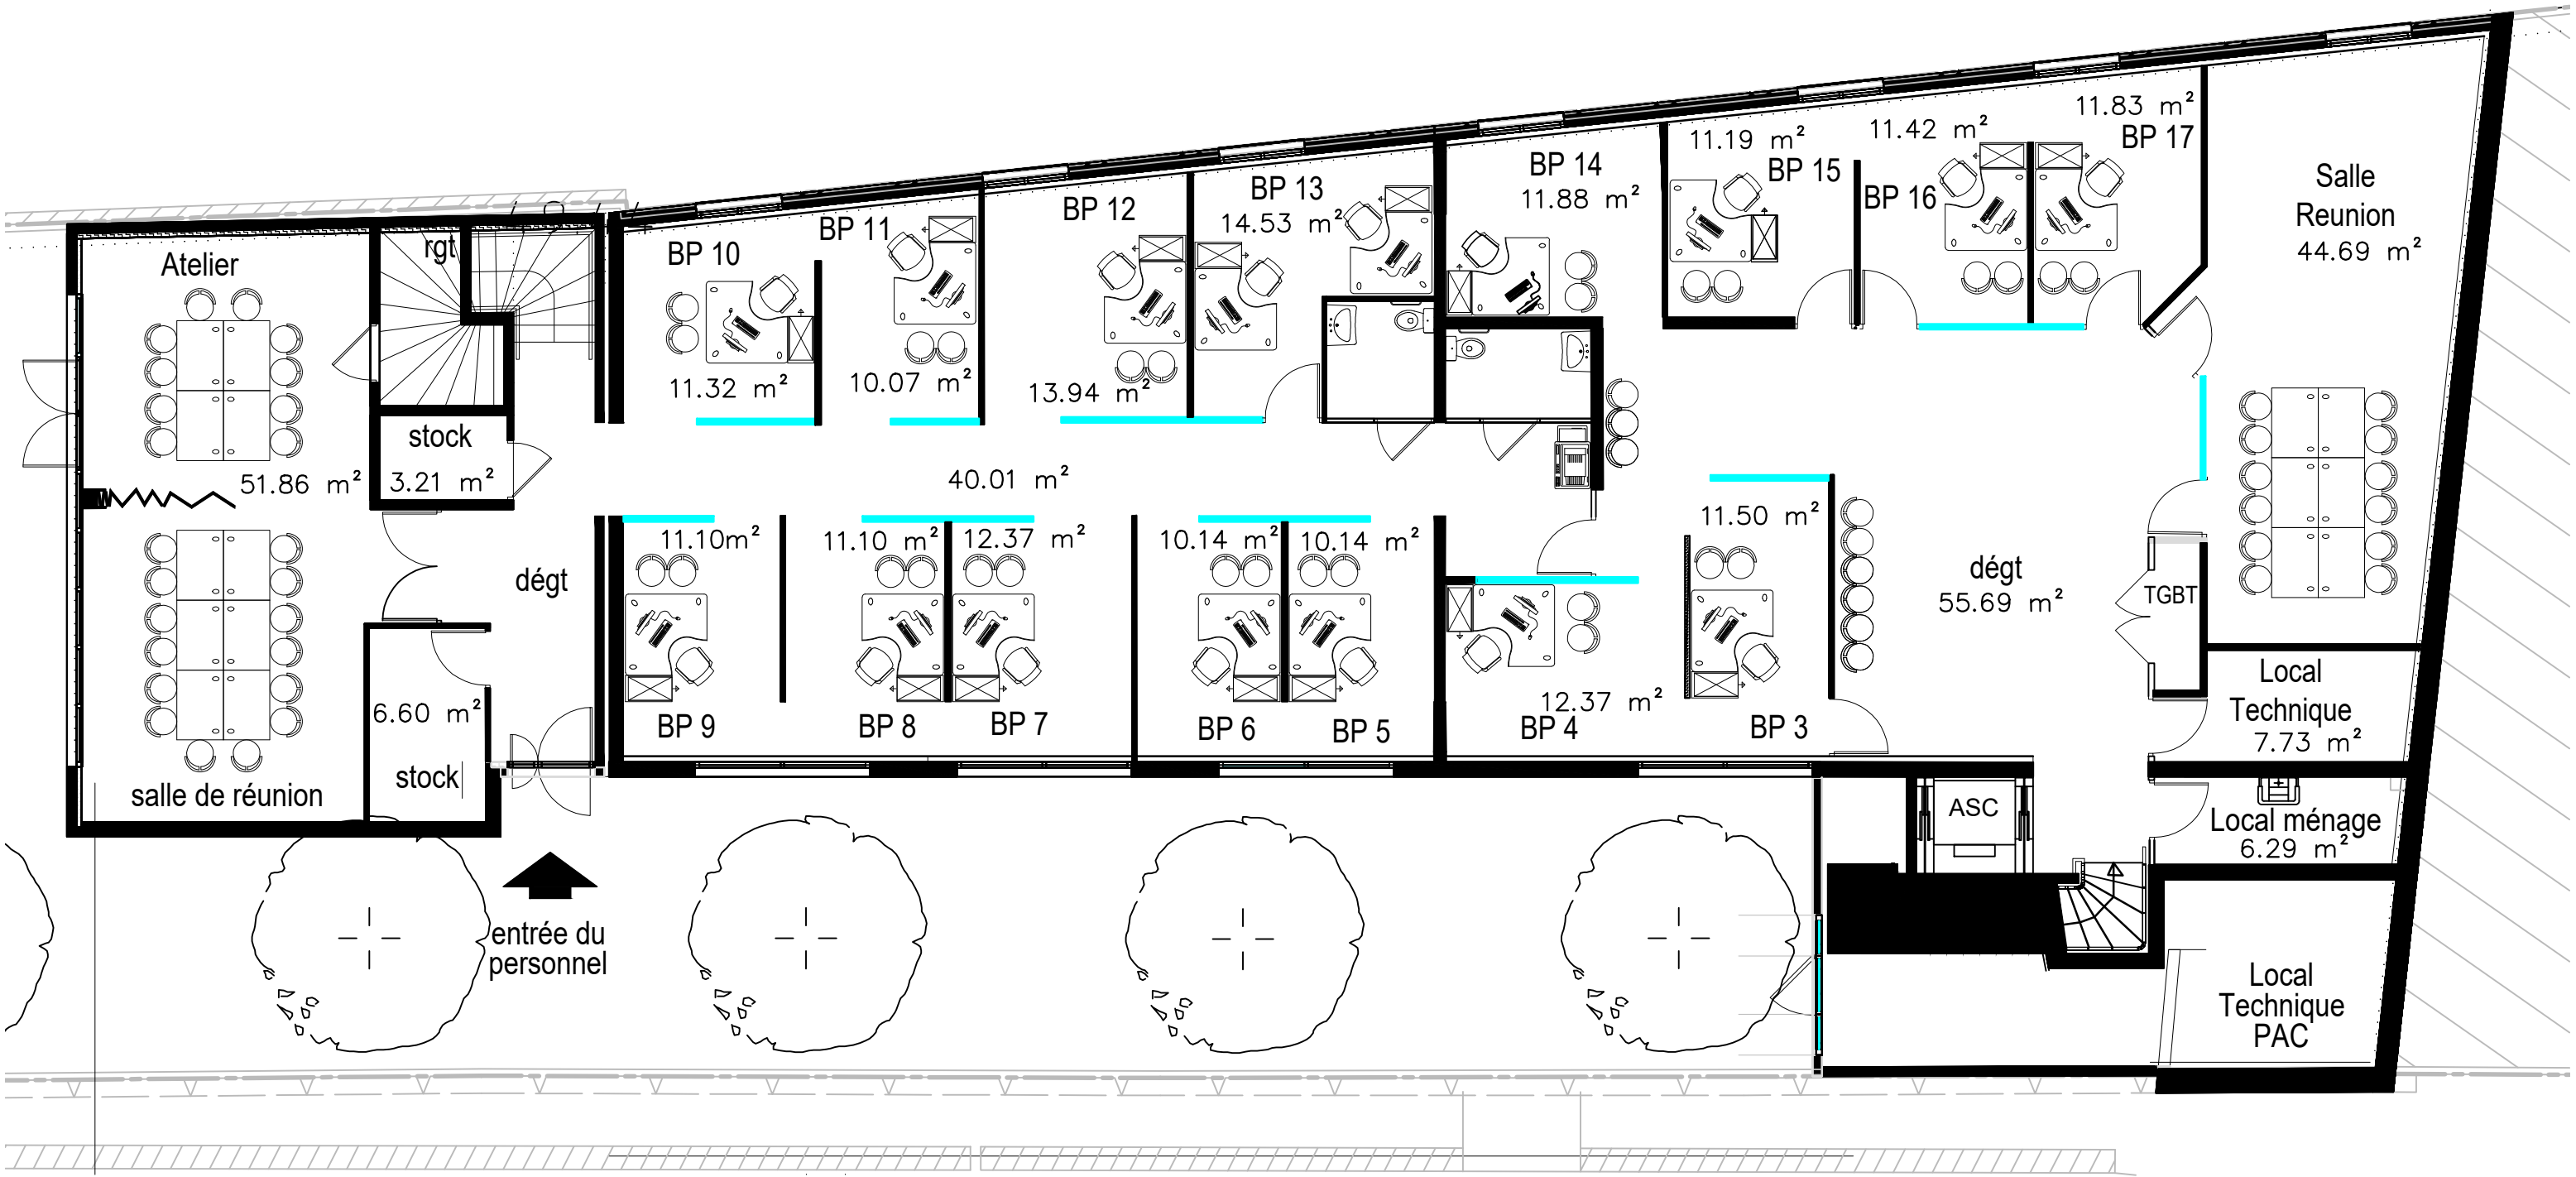 Atelier
51.86 m²
salle de réunion
rgt
stock
3.21 m²
dégt
6.60 m²
stock
entrée du
personnel
BP 10
11.32 m²
BP 11
10.07 m²
BP 12
13.94 m²
BP 13
14.53 m²
BP 14
11.88 m²
11.19 m²
BP 15
11.42 m²
BP 16
11.83 m²
BP 17
Salle
Reunion
44.69 m²
40.01 m²
11.10m²
BP 9
11.10 m²
BP 8
12.37 m²
BP 7
10.14 m²
BP 6
10.14 m²
BP 5
12.37 m²
BP 4
11.50 m²
BP 3
dégt
55.69 m²
TGBT
Local
Technique
7.73 m²
ASC
Local ménage
6.29 m²
Local
Technique
PAC